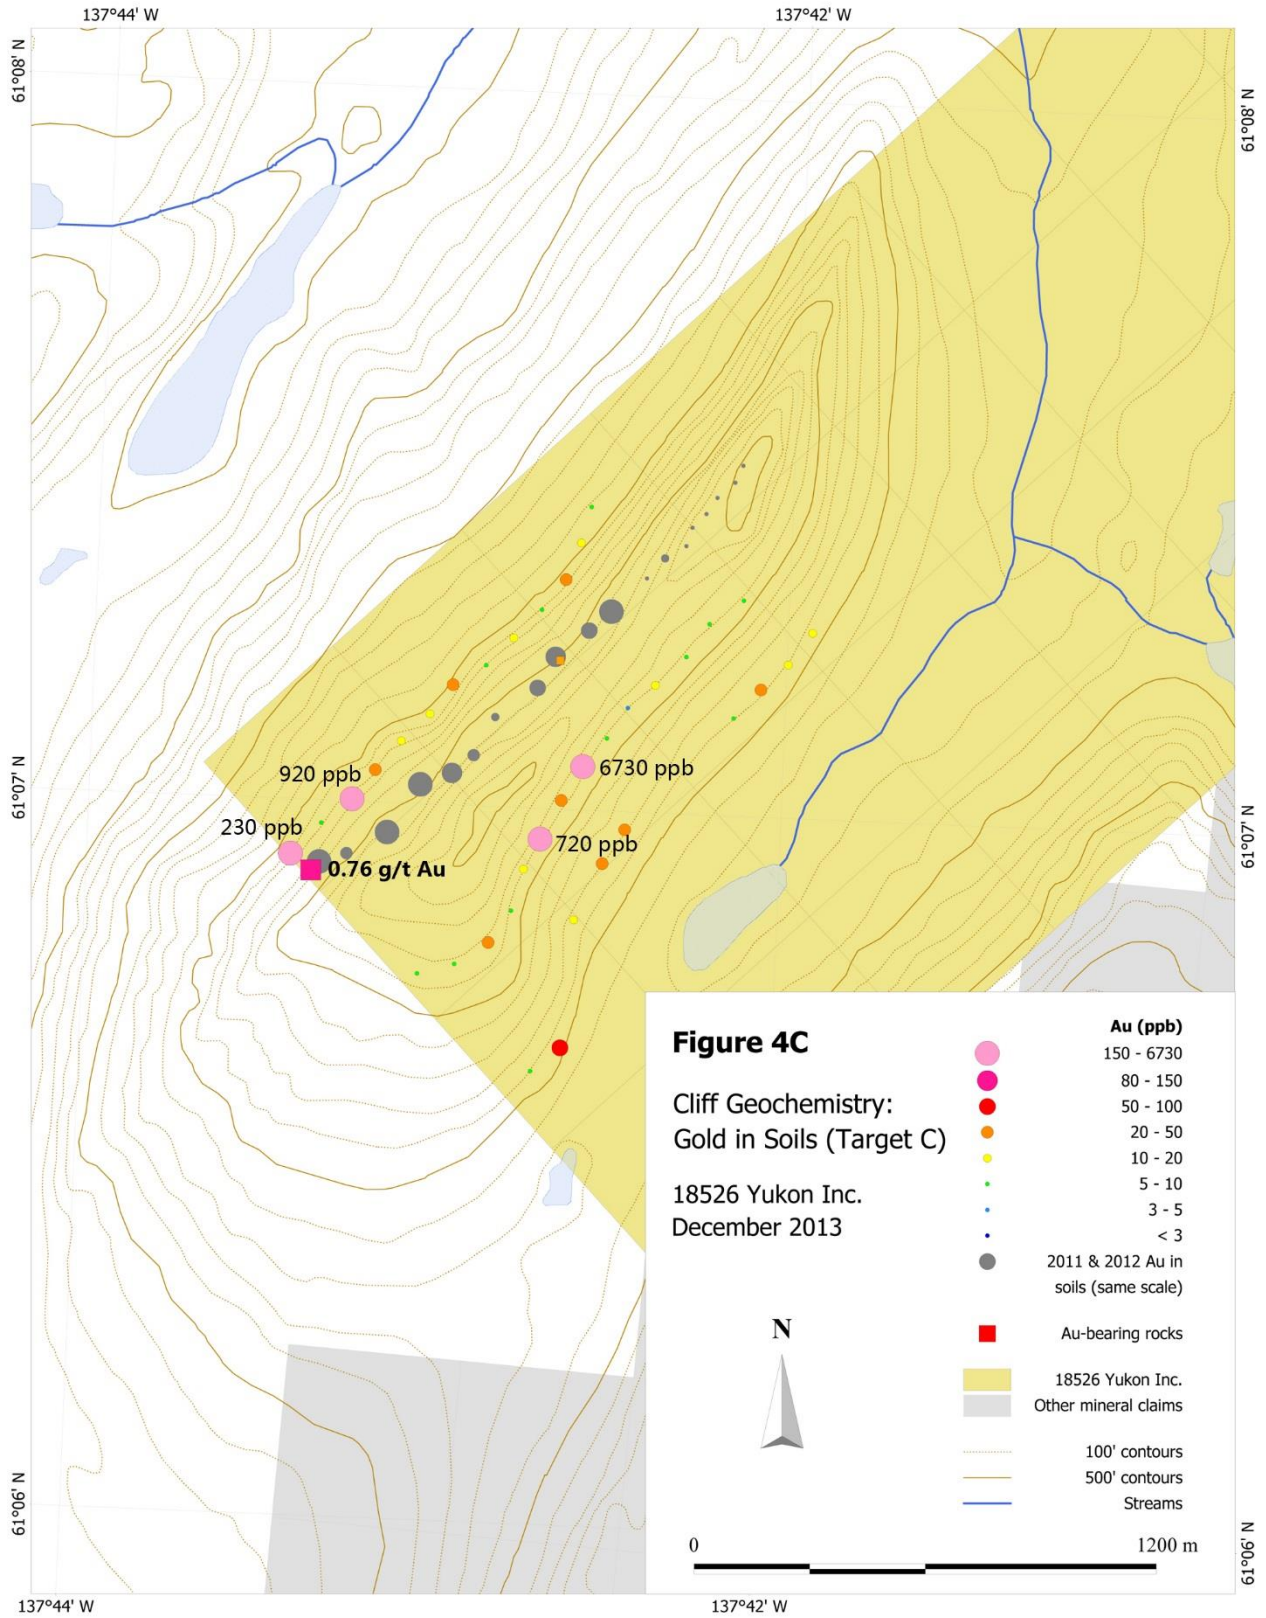 137°44' W
137°42' W
61°08' N
61°08' N
61°07' N
61°07' N
920 ppb
6730 ppb
230 ppb
720 ppb
0.76 g/t Au
Figure 4C
Cliff Geochemistry:
Gold in Soils (Target C)
18526 Yukon Inc.
December 2013
N
Au (ppb)
150 - 6730
80 - 150
50 - 100
20 - 50
10 - 20
5 - 10
3 - 5
< 3
2011 & 2012 Au in
soils (same scale)
Au-bearing rocks
18526 Yukon Inc.
Other mineral claims
100' contours
500' contours
Streams
0
1200 m
61°06' N
61°06' N
137°44' W
137°42' W